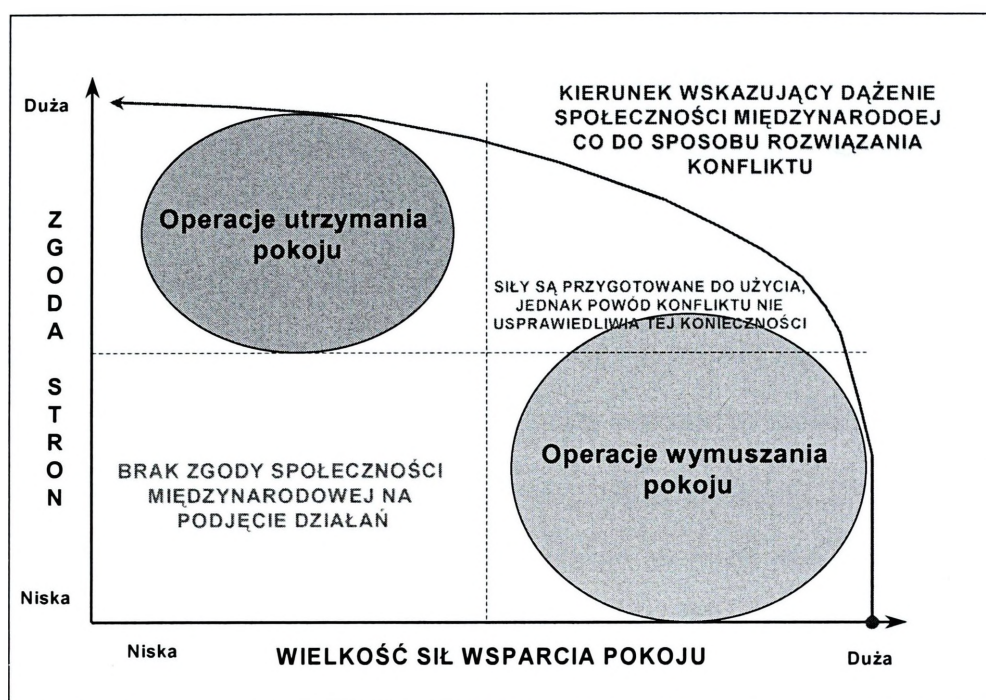 Duża
KIERUNEK WSKAZUJĄCY DĄŻENIE
SPOŁECZNOŚCI MIĘDZYNARODOEJ
CO DO SPOSOBU ROZWIĄZANIA
KONFLIKTU
Z
G
O
D
A
S
T
R
O
N
Operacje utrzymania
pokoju
SIŁY SĄ PRZYGOTOWANE DO UŻYCIA,
JEDNAK POWÓD KONFLIKTU NIE
USPRAWIEDLIWIA TEJ KONIECZNOŚCI
BRAK ZGODY SPOŁECZNOŚCI
MIĘDZYNARODOWEJ NA
PODJĘCIE DZIAŁAŃ
Operacje wymuszania
pokoju
Niska
Niska
WIELKOŚĆ SIŁ WSPARCIA POKOJU
Duża